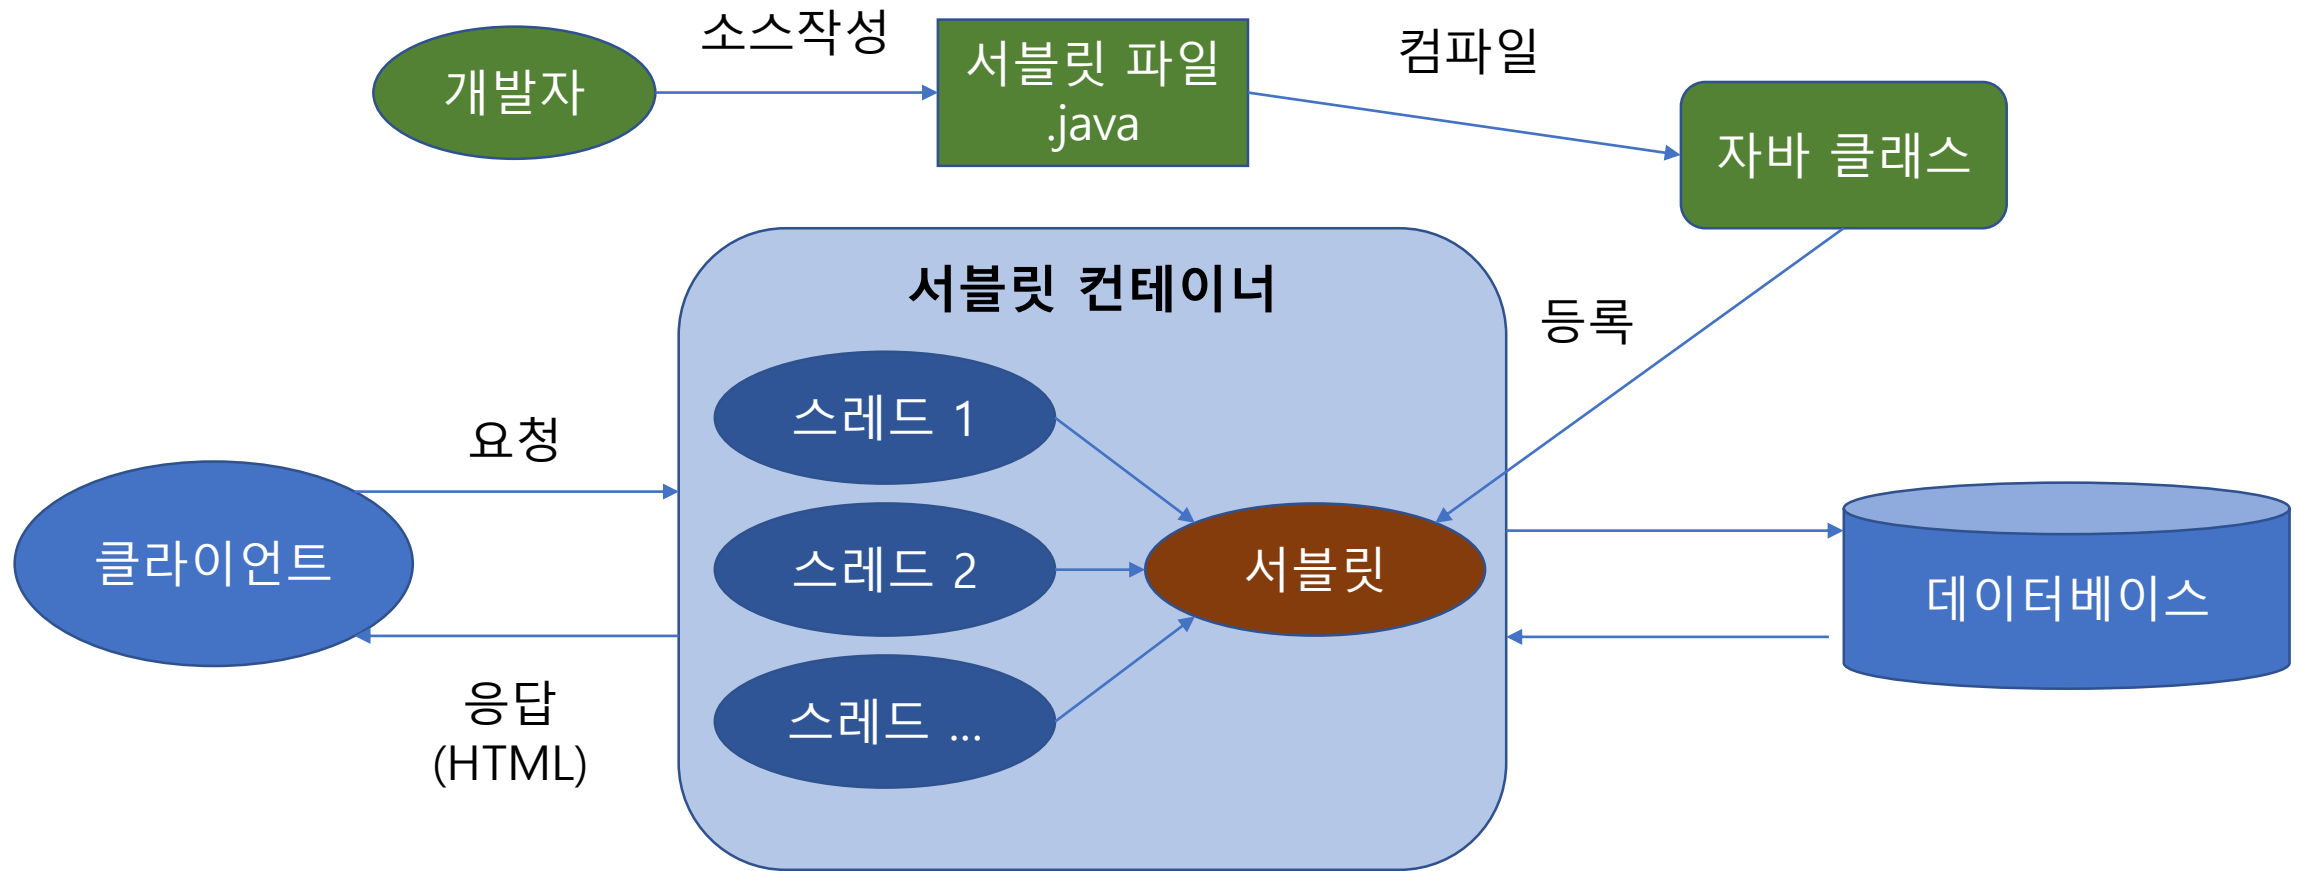 소스작성
개발자
서블릿 파일
.java
컴파일
자바 클래스
서블릿 컨테이너
등록
스레드 1
요청
클라이언트
스레드 2
서블릿
데이터베이스
응답
(HTML)
스레드 ...